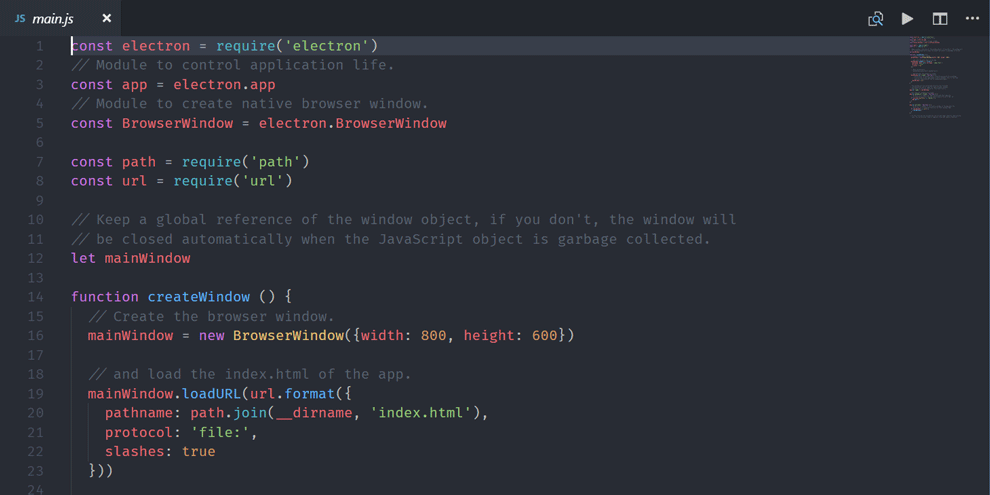 JS main.js ×
1 const electron = require('electron')
2 // Module to control application life.
3 const app = electron.app
4 // Module to create native browser window.
5 const BrowserWindow = electron.BrowserWindow
6
7 const path = require('path')
8 const url = require('url')
9
10 // Keep a global reference of the window object, if you don't, the window will
11 // be closed automatically when the JavaScript object is garbage collected.
12 let mainWindow
13
14 function createWindow () {
15   // Create the browser window.
16   mainWindow = new BrowserWindow({width: 800, height: 600})
17
18   // and load the index.html of the app.
19   mainWindow.loadURL(url.format({
20     pathname: path.join(__dirname, 'index.html'),
21     protocol: 'file:',
22     slashes: true
23   }))
24